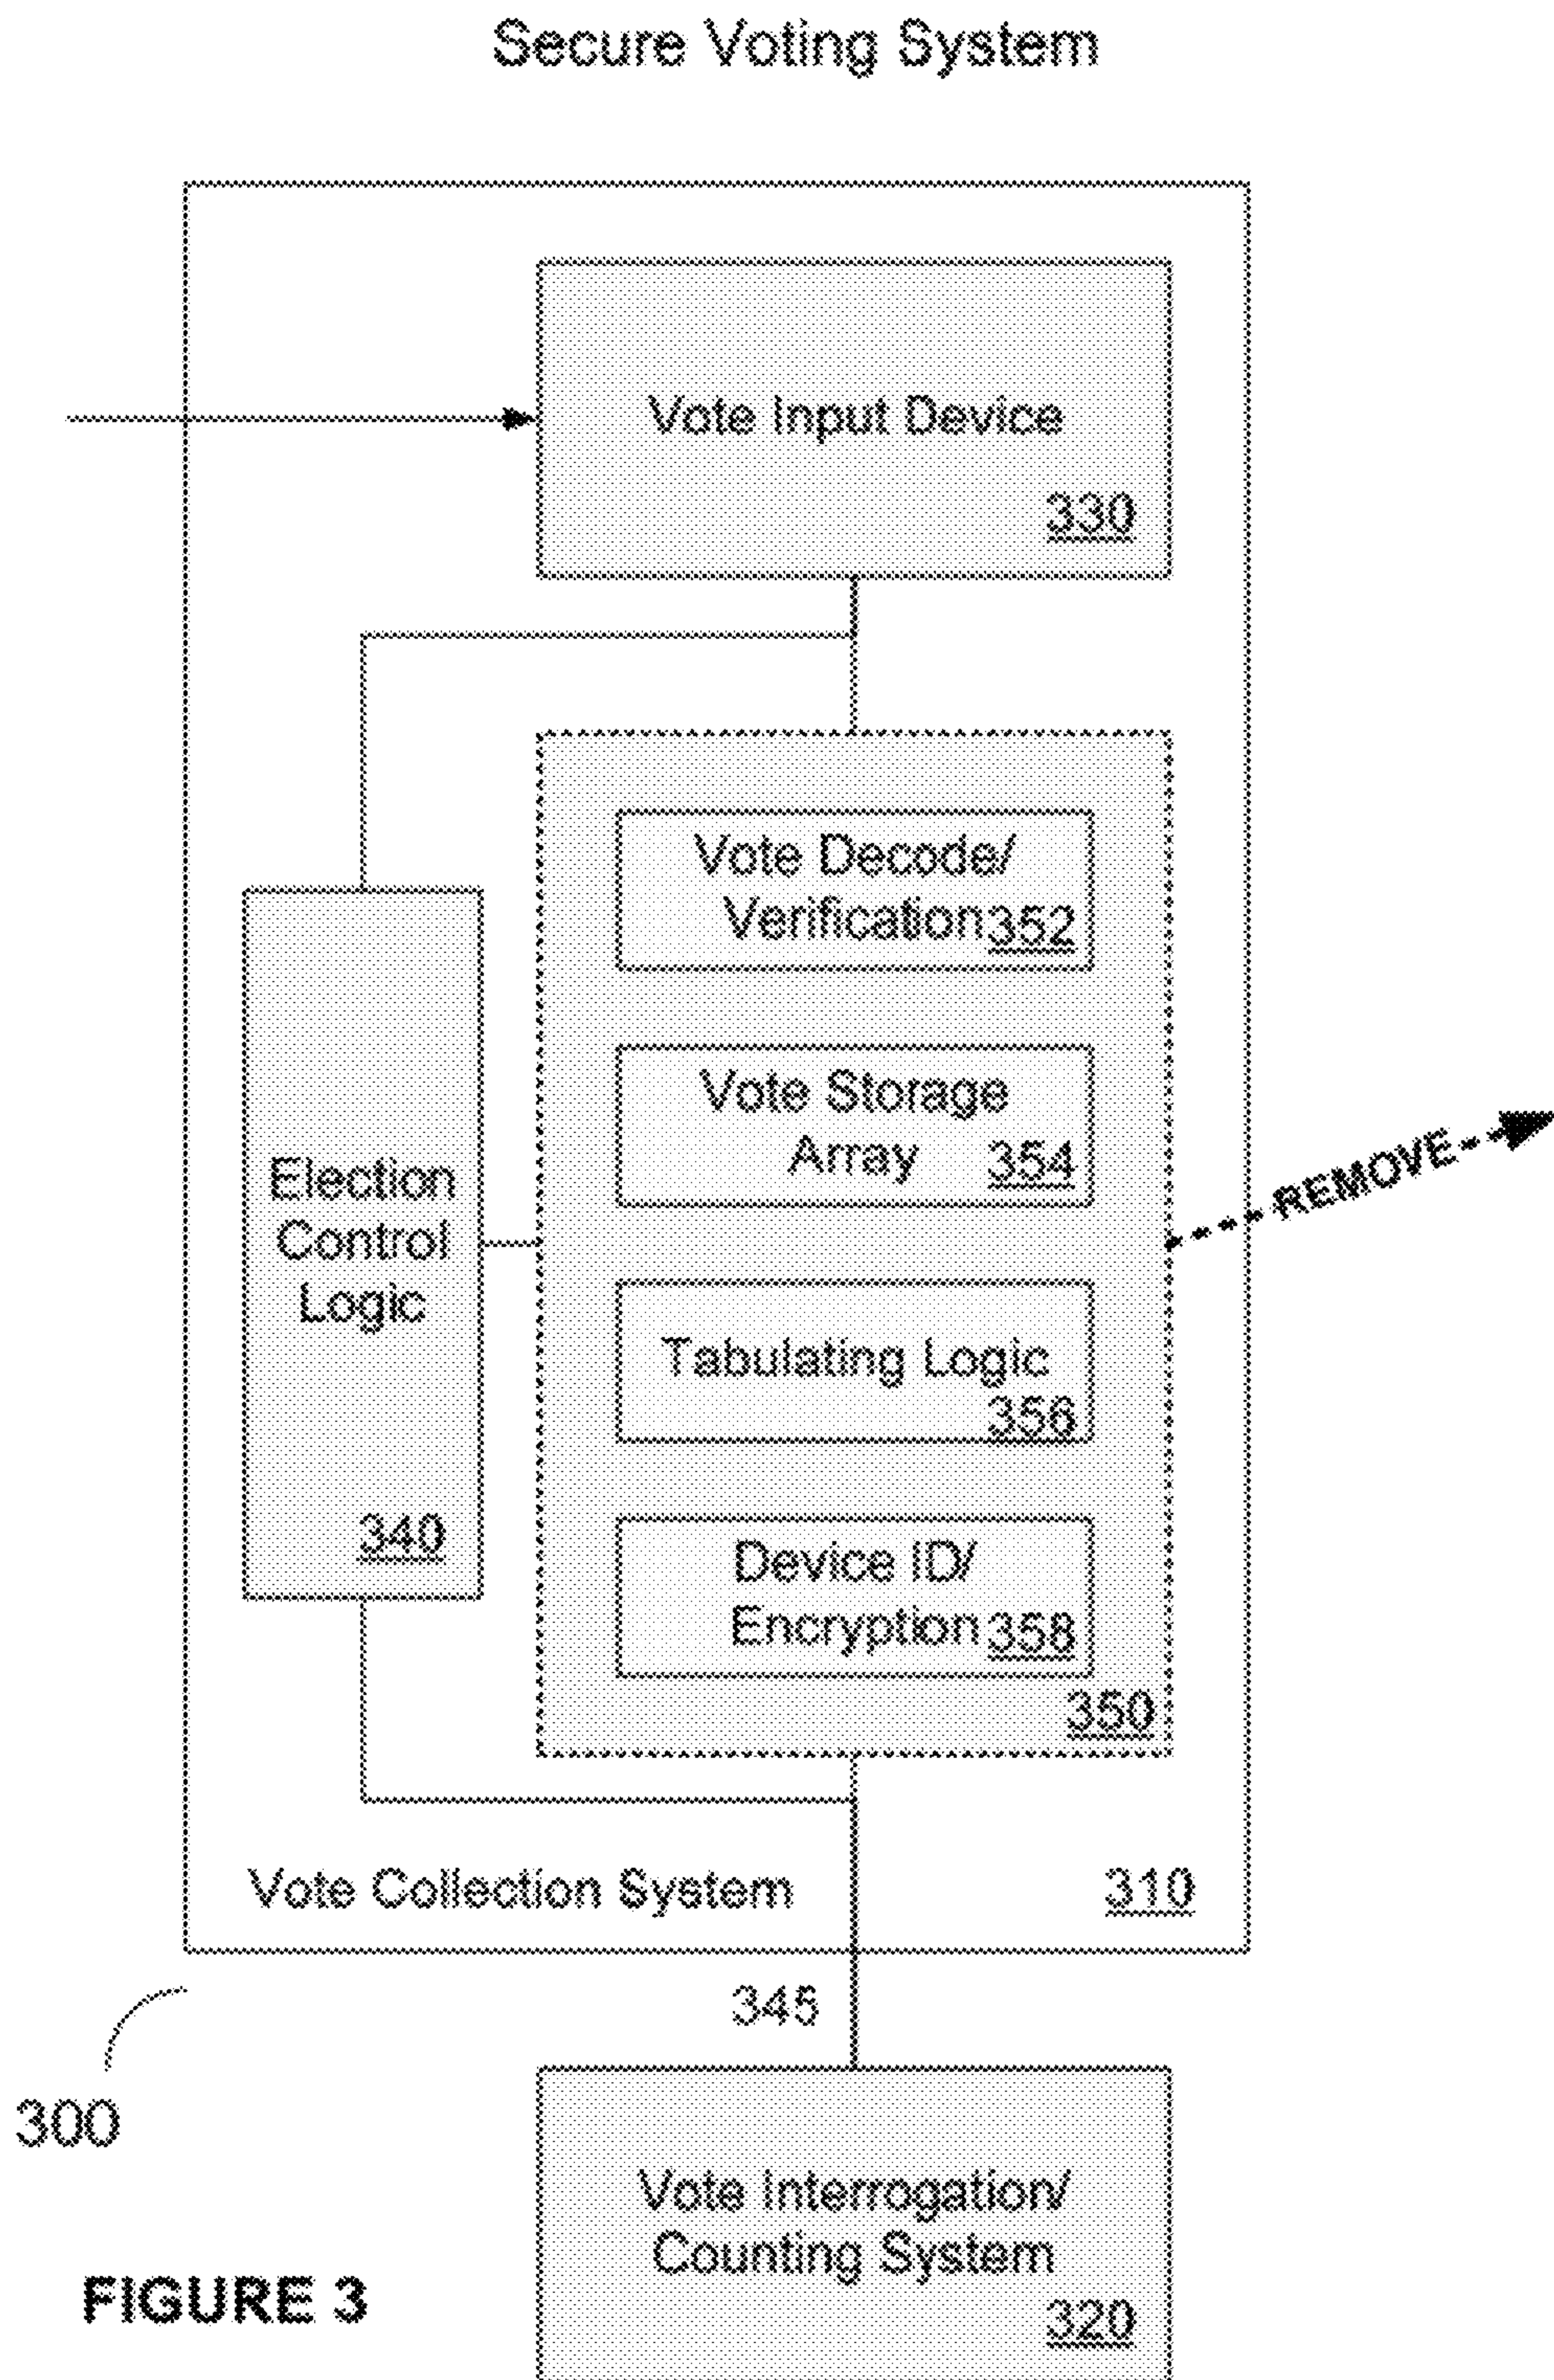 Secure Voting System
Vote Input Device
330
Vote Decode/
Verification 352
Vote Storage
Array 354
REMOVE
Election
Control
Logic
340
Tabulating Logic
356
Device ID/
Encryption 358
350
Vote Collection System 310
345
300
Vote Interrogation/
Counting System
320
FIGURE 3